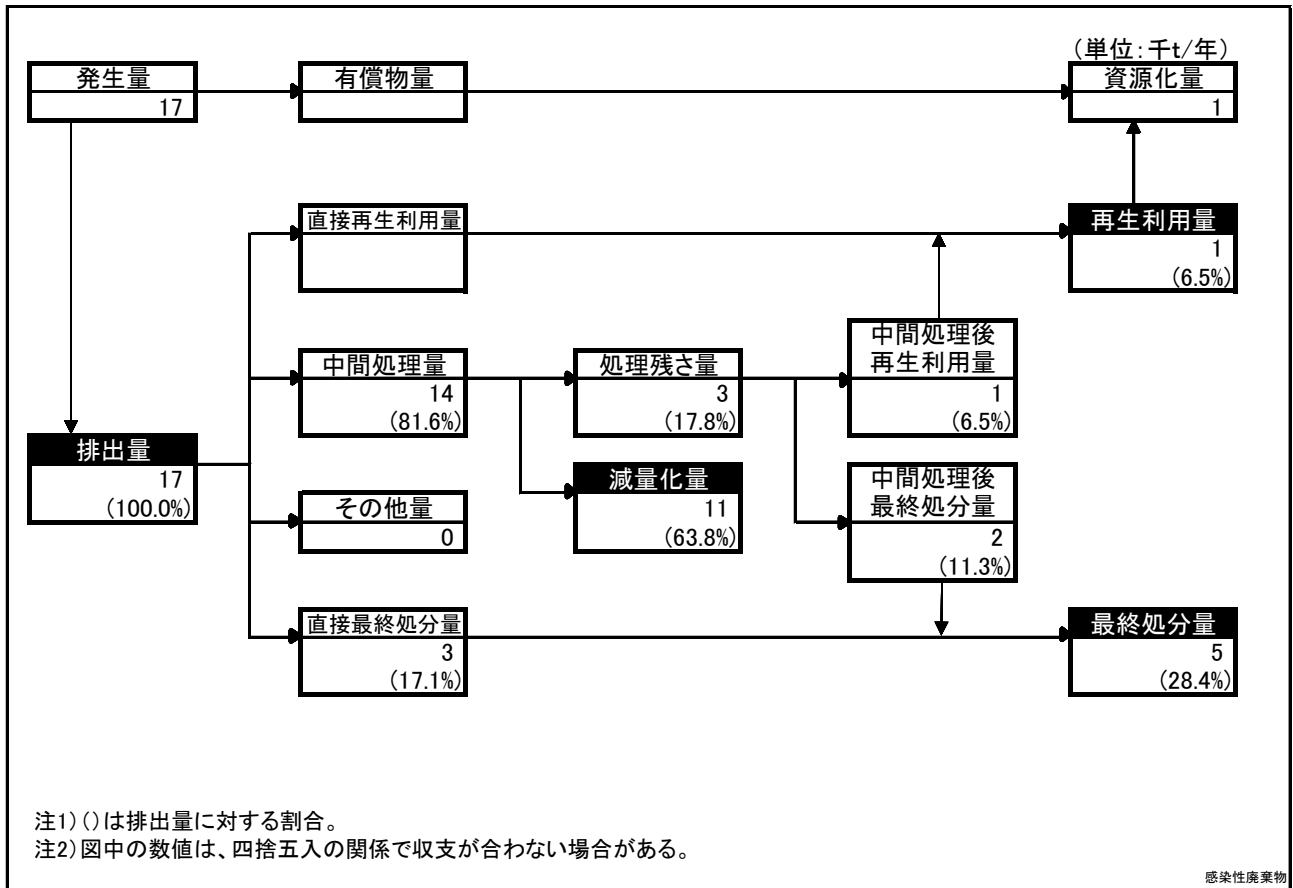 (単位:千t/年)
発生量
17
有償物量
資源化量
1
直接再生利用量
再生利用量
1
(6.5%)
中間処理量
14
(81.6%)
処理残さ量
3
(17.8%)
中間処理後
再生利用量
1
(6.5%)
排出量
17
(100.0%)
その他量
0
減量化量
11
(63.8%)
中間処理後
最終処分量
2
(11.3%)
直接最終処分量
3
(17.1%)
最終処分量
5
(28.4%)
注1)()は排出量に対する割合。
注2)図中の数値は、四捨五入の関係で収支が合わない場合がある。
感染性廃棄物